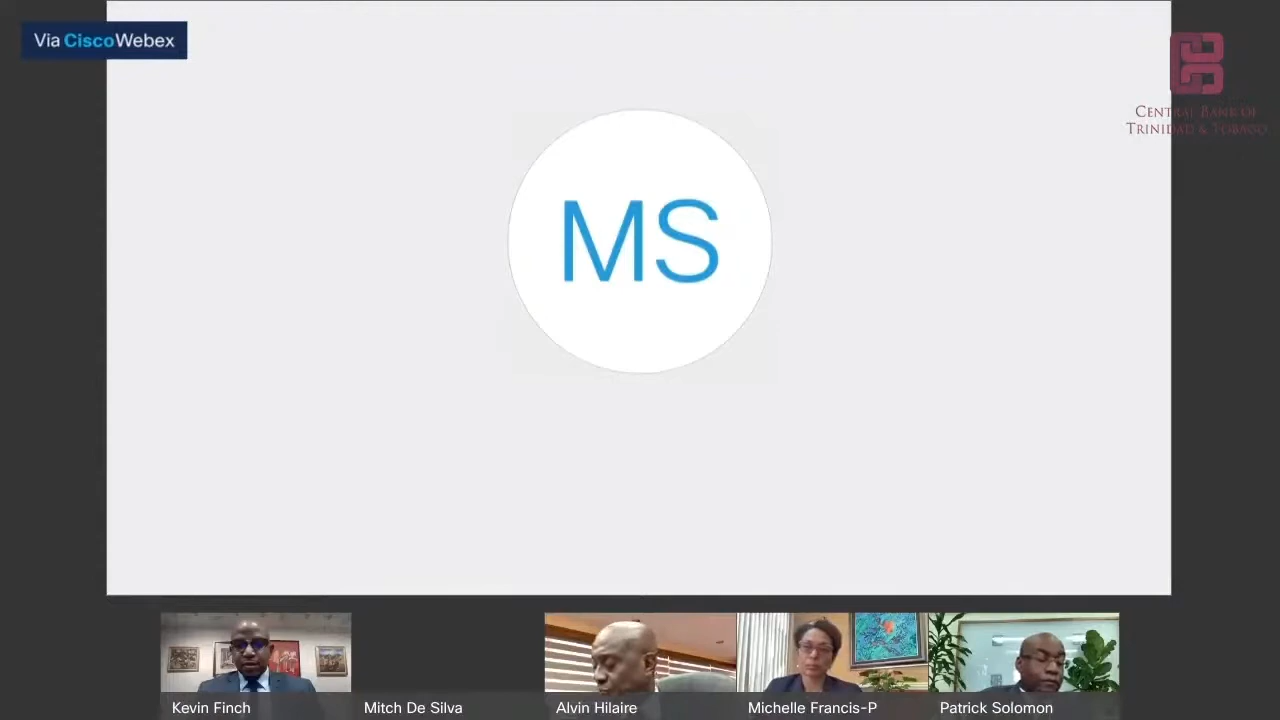 Via CiscoWebex
CENTRAL BANK OF
TRINIDAD & TOBAGO
MS
Kevin Finch
Mitch De Silva
Alvin Hilaire
Michelle Francis-P
Patrick Solomon